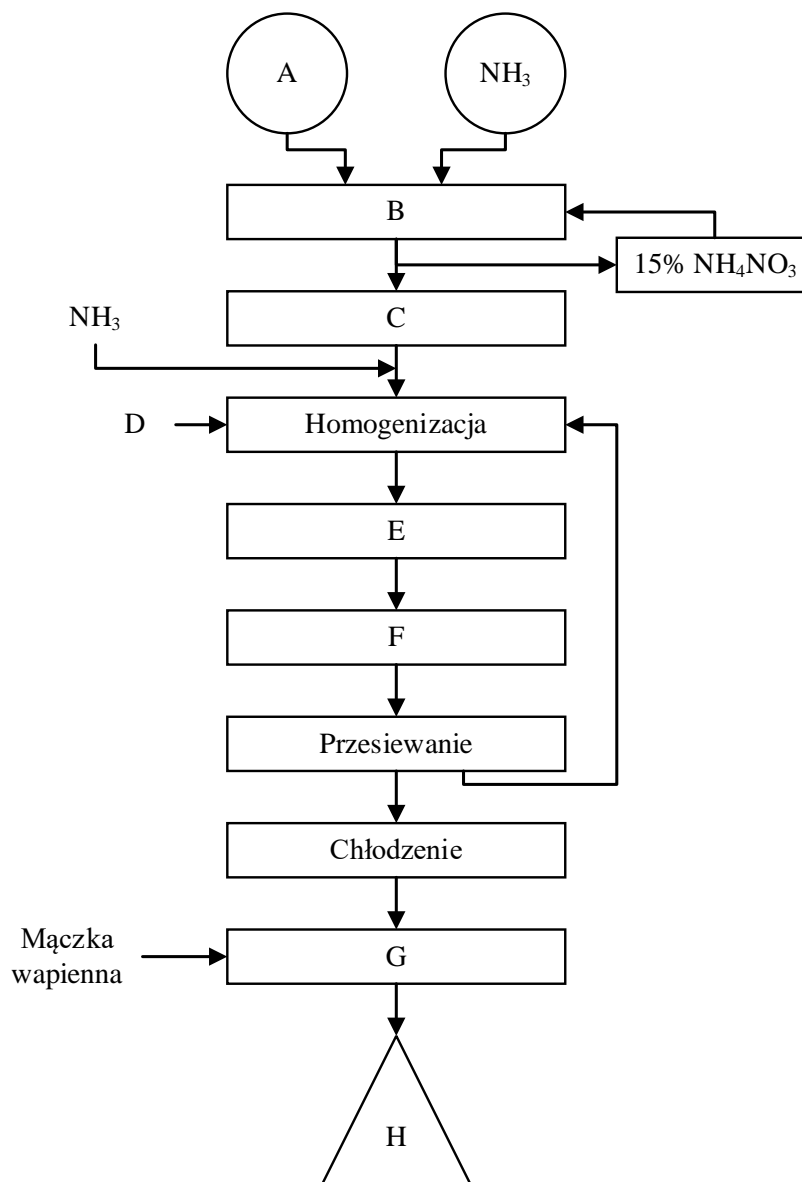 A
NH₃
B
15% NH₄NO₃
C
NH₃
D
Homogenizacja
E
F
Przesiewanie
Chłodzenie
Mączka
wapienna
G
H